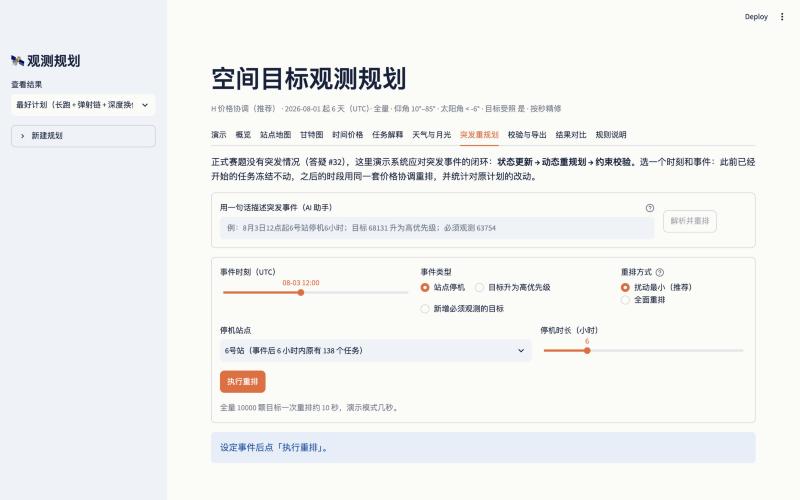 Deploy
观测规划
查看结果
最好计划（长跑 + 弹射链 + 深度换
新建规划
空间目标观测规划
H 价格协调（推荐） · 2026-08-01 起 6 天（UTC）· 全量 · 仰角 10°–85° · 太阳角 < -6° · 目标受照 是 · 按秒精修
演示 概览 站点地图 甘特图 时间价格 任务解释 天气与月光 突发重规划 校验与导出 结果对比 规则说明
正式赛题没有突发情况（答疑 #32），这里演示系统应对突发事件的闭环：状态更新 → 动态重规划 → 约束校验。选一个时刻和事件：此前已经
开始的任务冻结不动，之后的时段用同一套价格协调重排，并统计对原计划的改动。
用一句话描述突发事件（AI 助手）
例：8月3日12点起6号站停机6小时；目标 68131 升为高优先级；必须观测 63754
解析并重排
事件时刻（UTC） 事件类型 重排方式
08-03 12:00
站点停机 目标升为高优先级 扰动最小（推荐）
全面重排
新增必须观测的目标
停机站点 停机时长（小时）
6
6号站（事件后 6 小时内原有 138 个任务）
执行重排
全量 10000 颗目标一次重排约 10 秒，演示模式几秒。
设定事件后点「执行重排」。